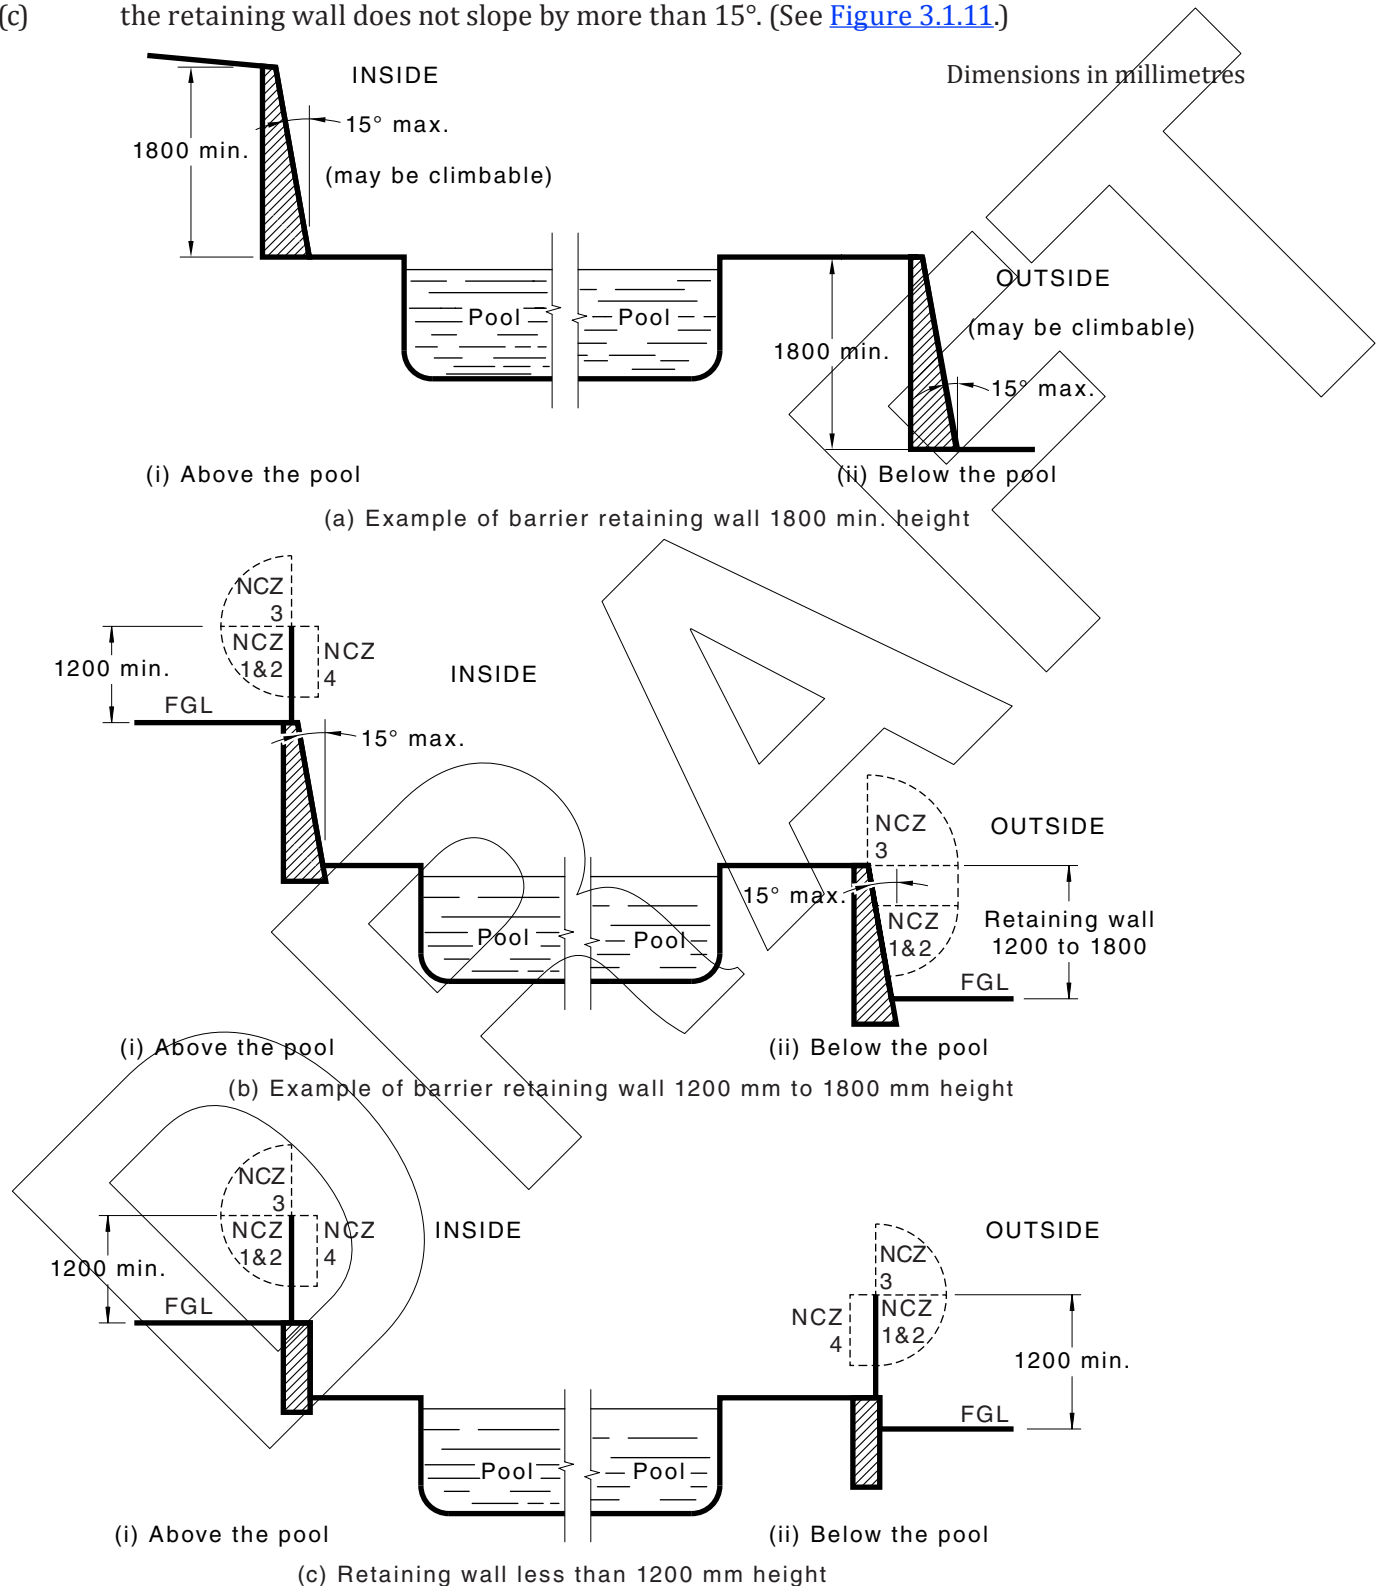 (c) the retaining wall does not slope by more than 15°. (See Figure 3.1.11.)
Dimensions in millimetres
INSIDE
15° max.
1800 min.
(may be climbable)
OUTSIDE
Pool
Pool
(may be climbable)
1800 min.
15° max.
(i) Above the pool
(ii) Below the pool
(a) Example of barrier retaining wall 1800 min. height
NCZ
3
NCZ
1&2
NCZ
4
1200 min.
INSIDE
FGL
15° max.
NCZ
3
OUTSIDE
15° max.
NCZ
1&2
Retaining wall
1200 to 1800
Pool
Pool
FGL
(i) Above the pool
(ii) Below the pool
(b) Example of barrier retaining wall 1200 mm to 1800 mm height
NCZ
3
NCZ
1&2
NCZ
4
INSIDE
OUTSIDE
1200 min.
FGL
NCZ
3
NCZ
4
NCZ
1&2
1200 min.
FGL
Pool
Pool
(i) Above the pool
(ii) Below the pool
(c) Retaining wall less than 1200 mm height
DRAFT